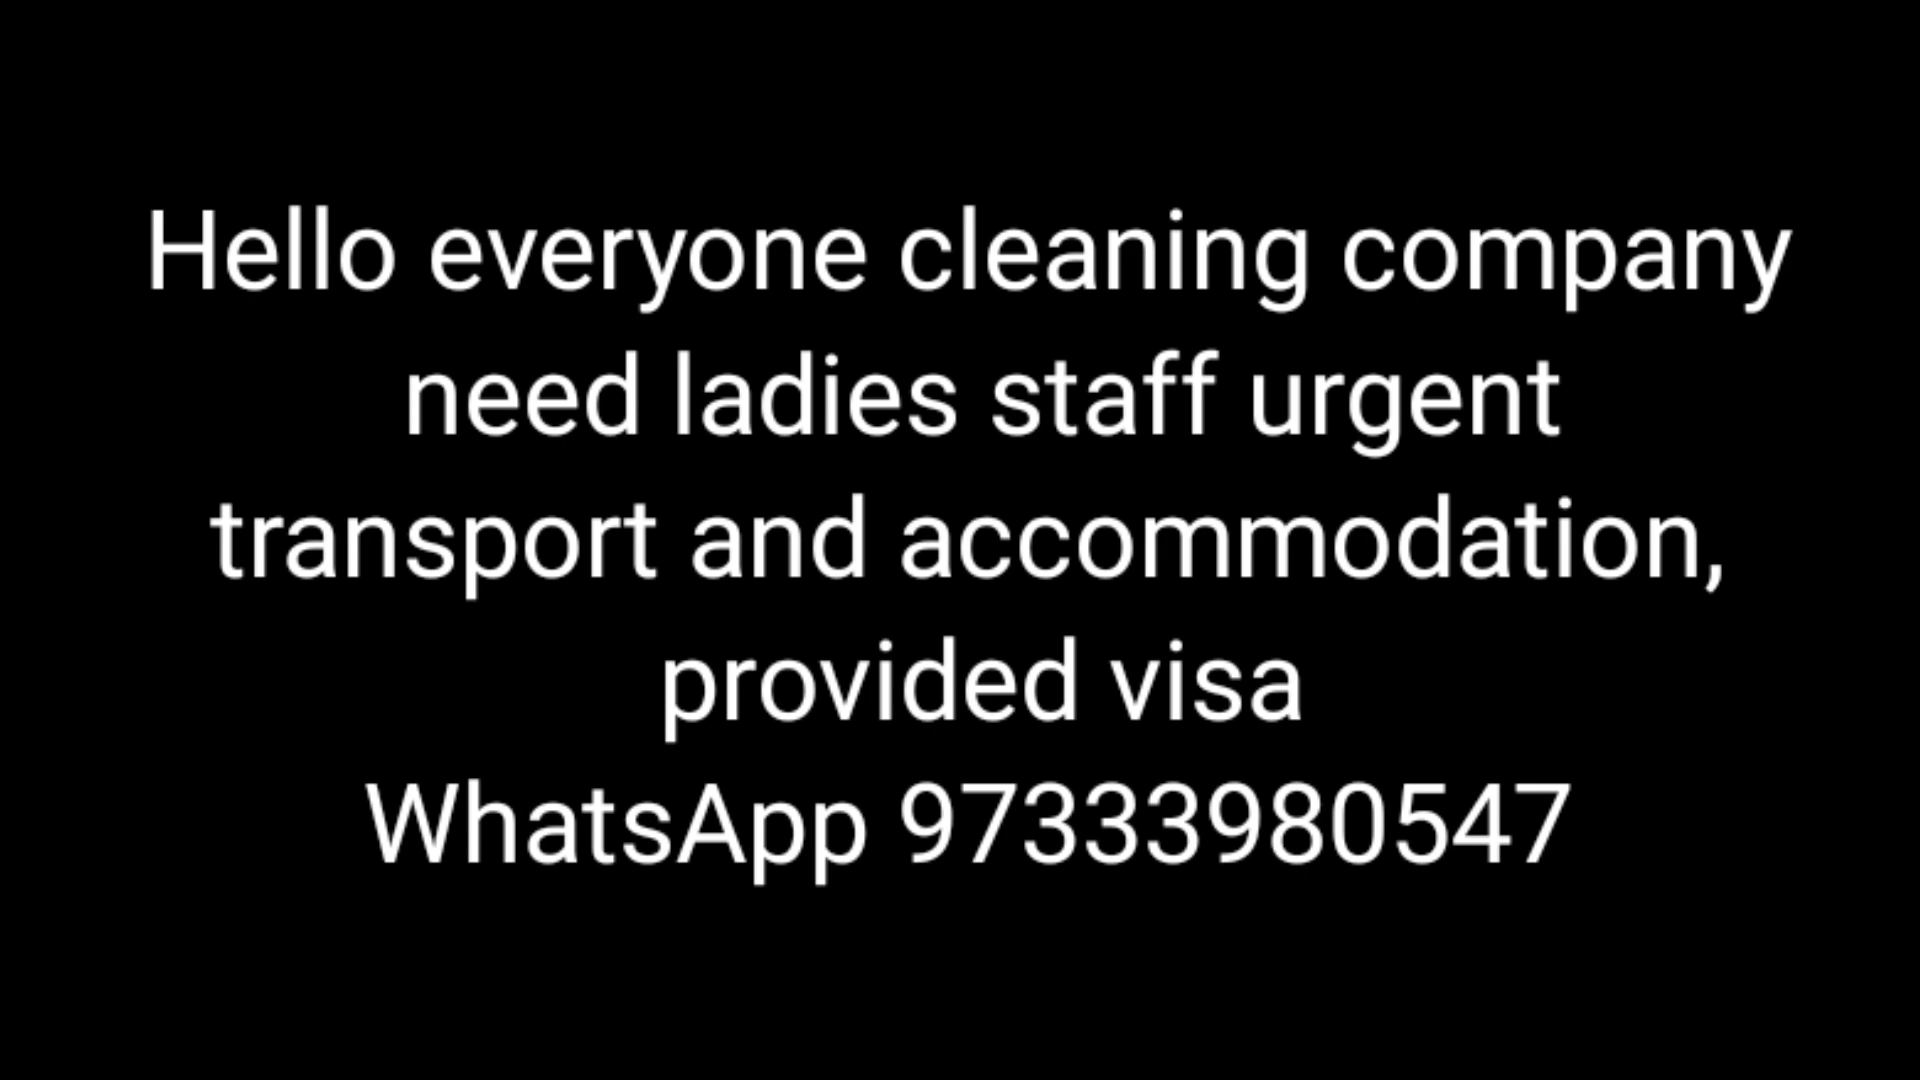 Hello everyone cleaning company
need ladies staff urgent
transport and accommodation,
provided visa
WhatsApp 97333980547